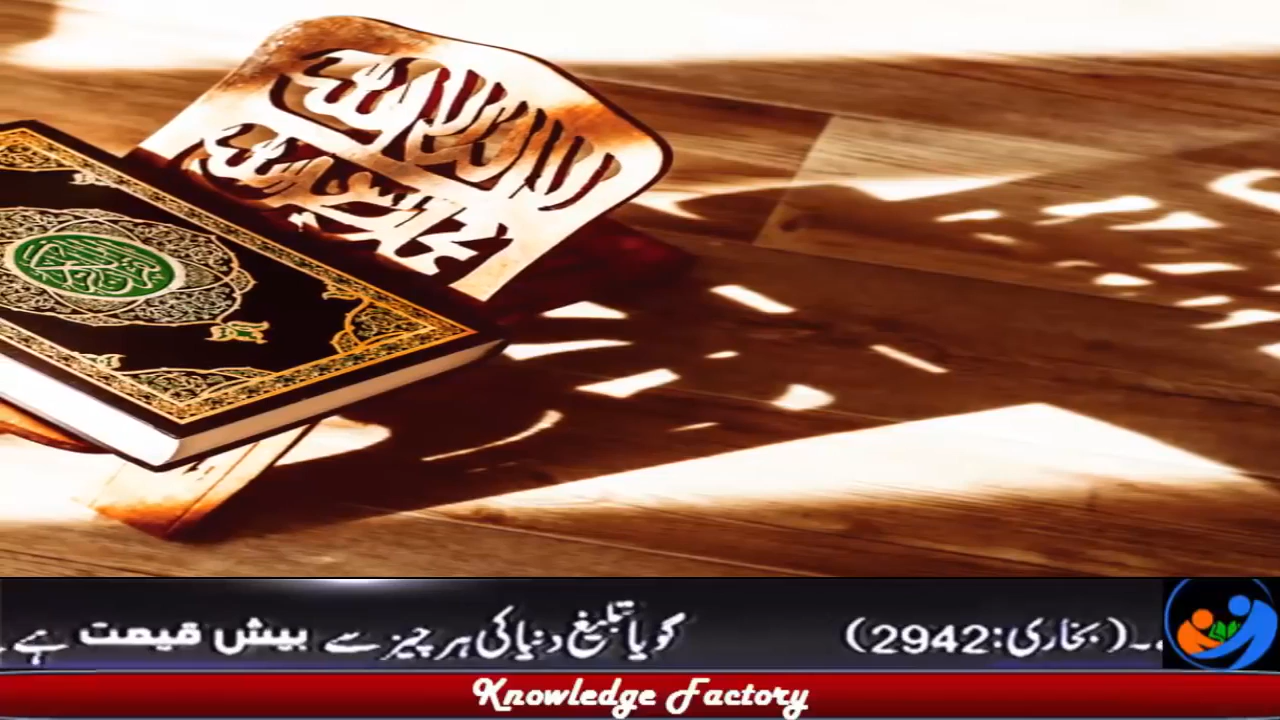 ۔(بخاری:2942) گویا تبلیغ دنیا کی ہر چیز سے بیش قیمت ہے
Knowledge Factory